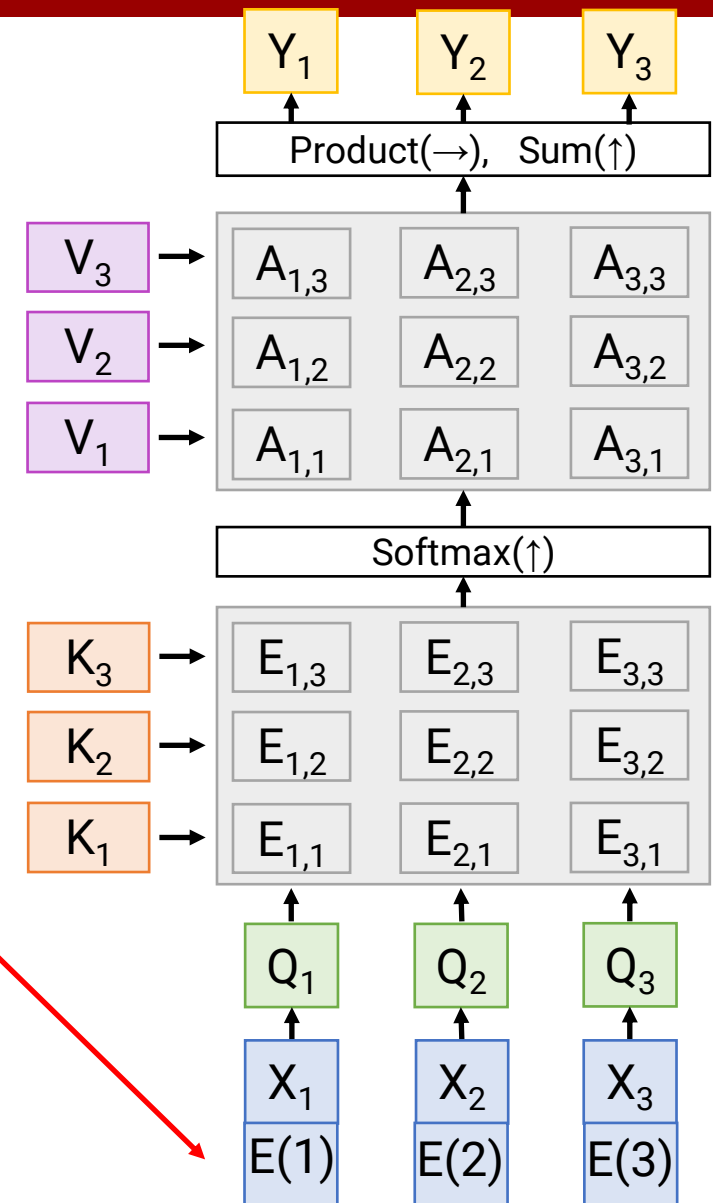 Y₁ Y₂ Y₃
Product(→), Sum(↑)
V₃ A₁,₃ A₂,₃ A₃,₃
V₂ A₁,₂ A₂,₂ A₃,₂
V₁ A₁,₁ A₂,₁ A₃,₁
Softmax(↑)
K₃ E₁,₃ E₂,₃ E₃,₃
K₂ E₁,₂ E₂,₂ E₃,₂
K₁ E₁,₁ E₂,₁ E₃,₁
Q₁ Q₂ Q₃
X₁ X₂ X₃
E(1) E(2) E(3)